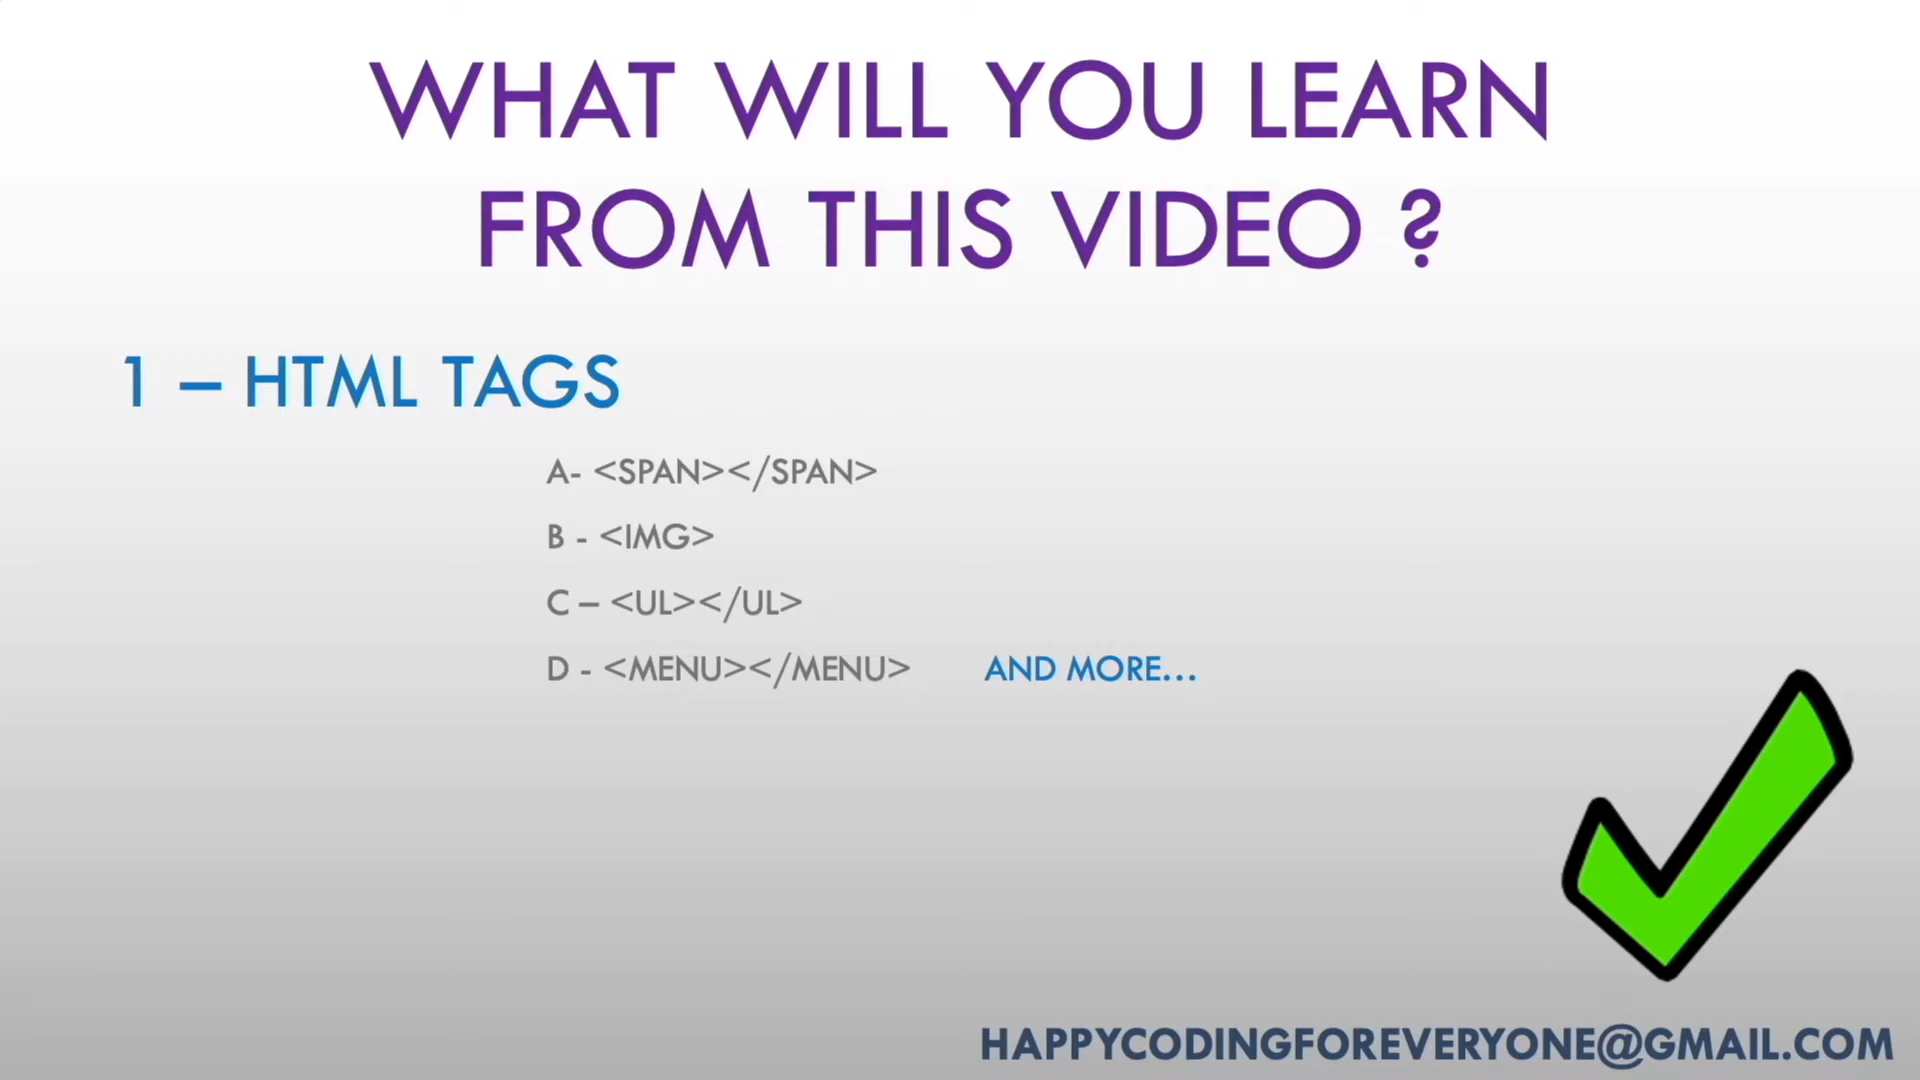 WHAT WILL YOU LEARN
FROM THIS VIDEO ?
1 – HTML TAGS
A- <SPAN></SPAN>
B - <IMG>
C – <UL></UL>
D - <MENU></MENU> AND MORE...
HAPPYCODINGFOREVERYONE@GMAIL.COM